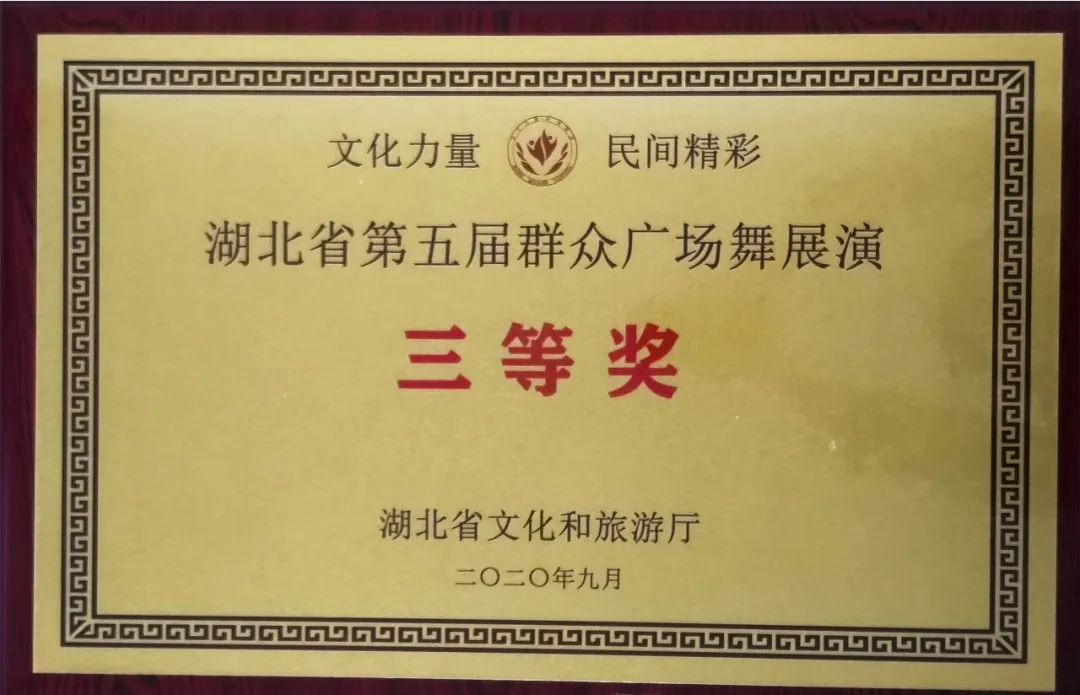 文化力量 民间精彩
湖北省第五届群众广场舞展演
三等奖
湖北省文化和旅游厅
二〇二〇年九月